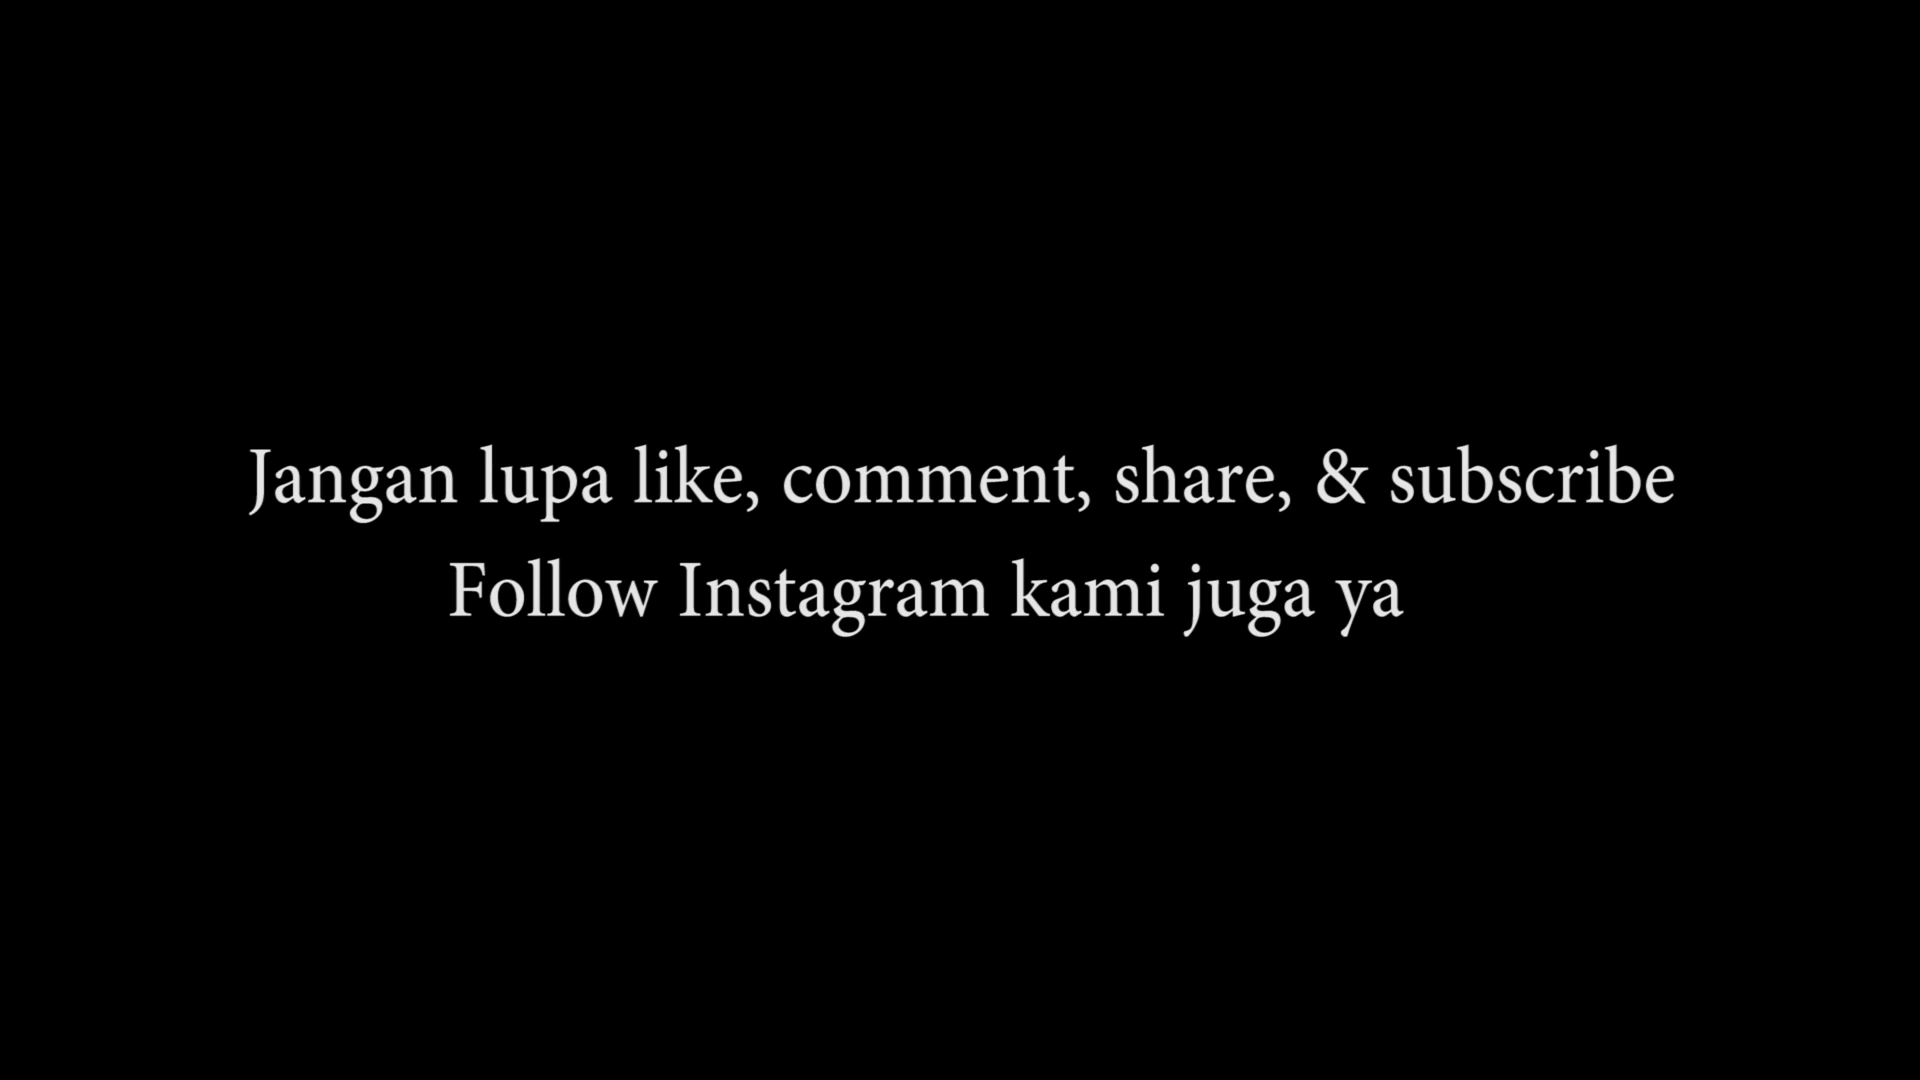 Jangan lupa like, comment, share, & subscribe
Follow Instagram kami juga ya